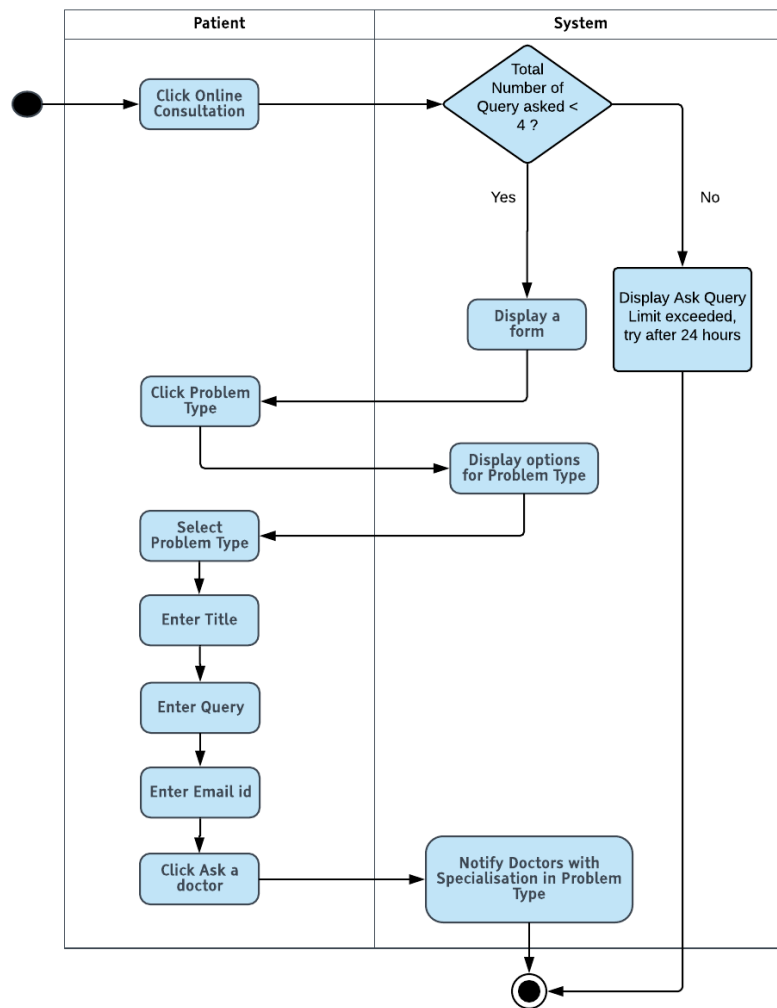 Patient
System
Click Online
Consultation
Total
Number of
Query asked <
4 ?
Yes
No
Display a
form
Display Ask Query
Limit exceeded,
try after 24 hours
Click Problem
Type
Display options
for Problem Type
Select
Problem Type
Enter Title
Enter Query
Enter Email id
Click Ask a
doctor
Notify Doctors with
Specialisation in Problem
Type